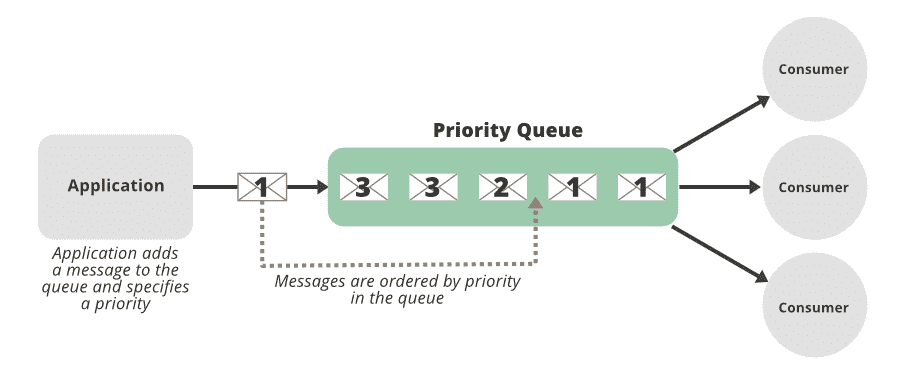 Priority Queue
Application
1
3
3
2
1
1
Consumer
Consumer
Consumer
Application adds
a message to the
queue and specifies
a priority
Messages are ordered by priority
in the queue